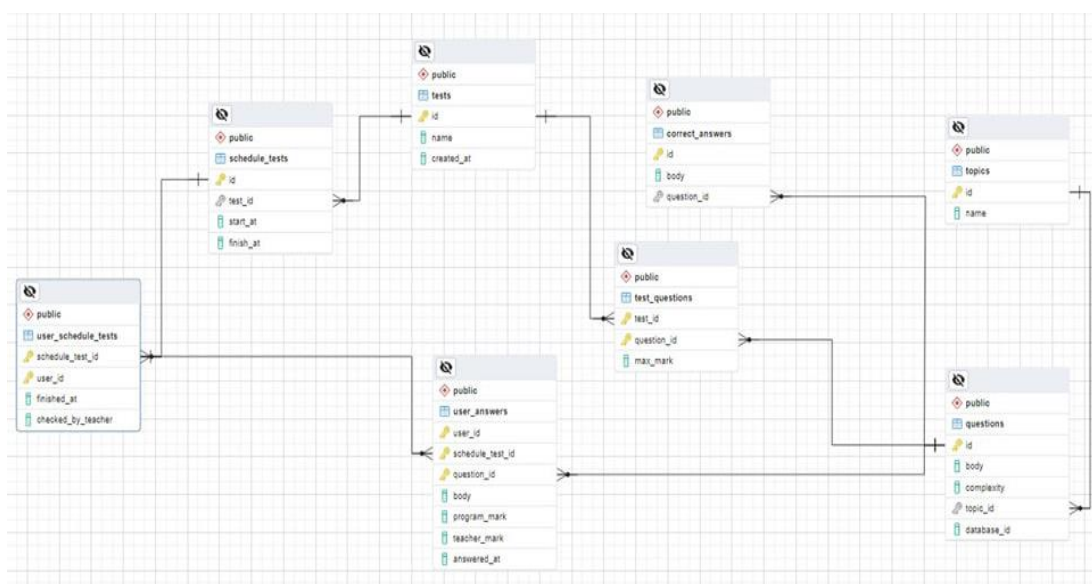 public
tests
id
name
created_at
public
schedule_tests
id
test_id
start_at
finish_at
public
correct_answers
id
body
question_id
public
topics
id
name
public
test_questions
test_id
question_id
max_mark
public
user_schedule_tests
schedule_test_id
user_id
finished_at
checked_by_teacher
public
user_answers
user_id
schedule_test_id
question_id
body
program_mark
teacher_mark
answered_at
public
questions
id
body
complexity
topic_id
database_id